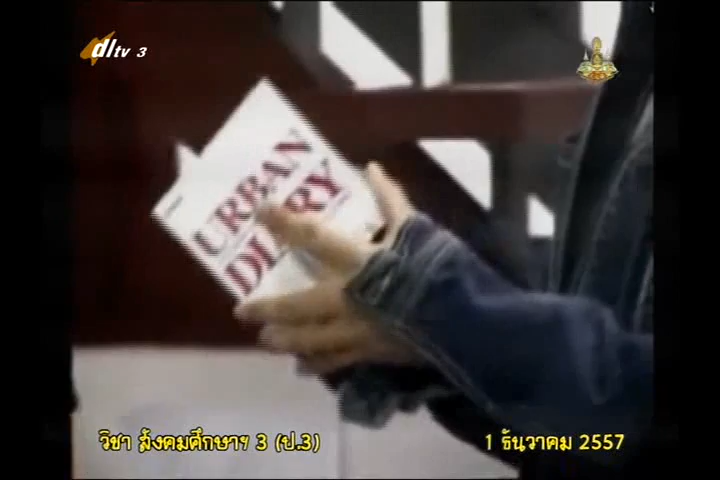 dltv 3
URBAN
DIARY
วิชา สังคมศึกษาฯ 3 (ป.3)
1 ธันวาคม 2557